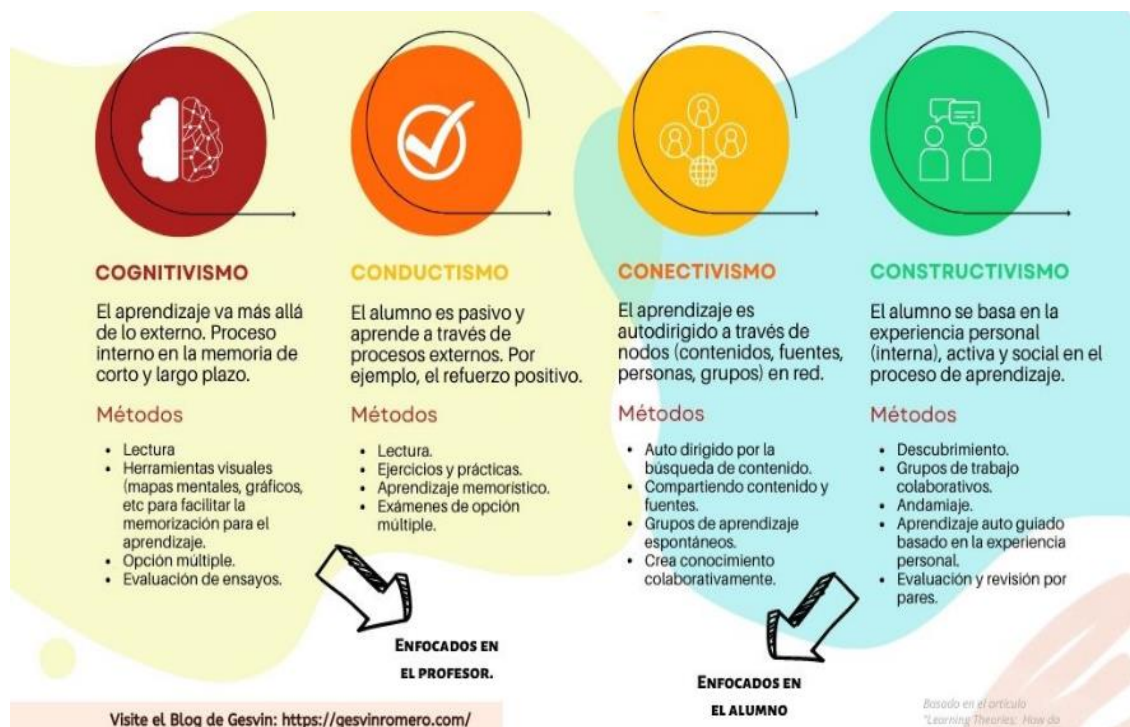 COGNITIVISMO
El aprendizaje va más allá
de lo externo. Proceso
interno en la memoria de
corto y largo plazo.
Métodos
• Lectura
• Herramientas visuales
(mapas mentales, gráficos,
etc para facilitar la
memorización para el
aprendizaje.
• Opción múltiple.
• Evaluación de ensayos.
CONDUCTISMO
El alumno es pasivo y
aprende a través de
procesos externos. Por
ejemplo, el refuerzo positivo.
Métodos
• Lectura.
• Ejercicios y prácticas.
• Aprendizaje memorístico.
• Exámenes de opción
múltiple.
ENFOCADOS EN
EL PROFESOR.
CONECTIVISMO
El aprendizaje es
autodirigido a través de
nodos (contenidos, fuentes,
personas, grupos) en red.
Métodos
• Auto dirigido por la
búsqueda de contenido.
• Compartiendo contenido y
fuentes.
• Grupos de aprendizaje
espontáneos.
• Crea conocimiento
colaborativamente.
CONSTRUCTIVISMO
El alumno se basa en la
experiencia personal
(interna), activa y social en el
proceso de aprendizaje.
Métodos
• Descubrimiento.
• Grupos de trabajo
colaborativos.
• Andamiaje.
• Aprendizaje auto guiado
basado en la experiencia
personal.
• Evaluación y revisión por
pares.
ENFOCADOS EN
EL ALUMNO
Visite el Blog de Gesvin: https://gesvinromero.com/
Basado en el artículo
"Learning Theories: How do